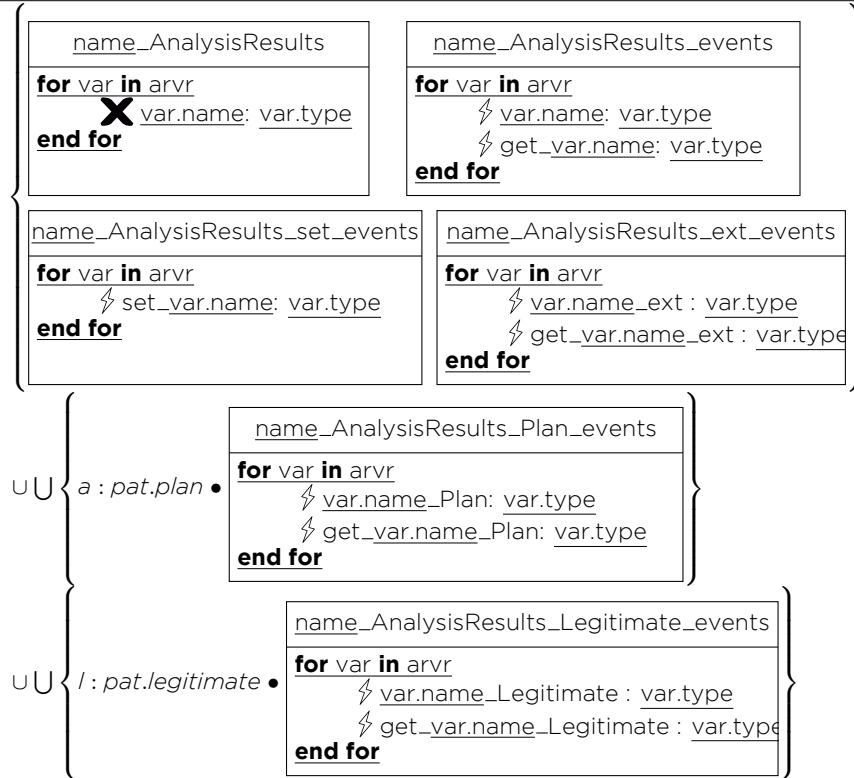 name_AnalysisResults
for var in arvr
var.name: var.type
end for
name_AnalysisResults_events
for var in arvr
⚡ var.name: var.type
⚡ get_var.name: var.type
end for
name_AnalysisResults_set_events
for var in arvr
⚡ set_var.name: var.type
end for
name_AnalysisResults_ext_events
for var in arvr
⚡ var.name_ext : var.type
⚡ get_var.name_ext : var.type
end for
∪ ⋃ { a : pat.plan •
name_AnalysisResults_Plan_events
for var in arvr
⚡ var.name_Plan: var.type
⚡ get_var.name_Plan: var.type
end for
}
∪ ⋃ { l : pat.legitimate •
name_AnalysisResults_Legitimate_events
for var in arvr
⚡ var.name_Legitimate : var.type
⚡ get_var.name_Legitimate : var.type
end for
}